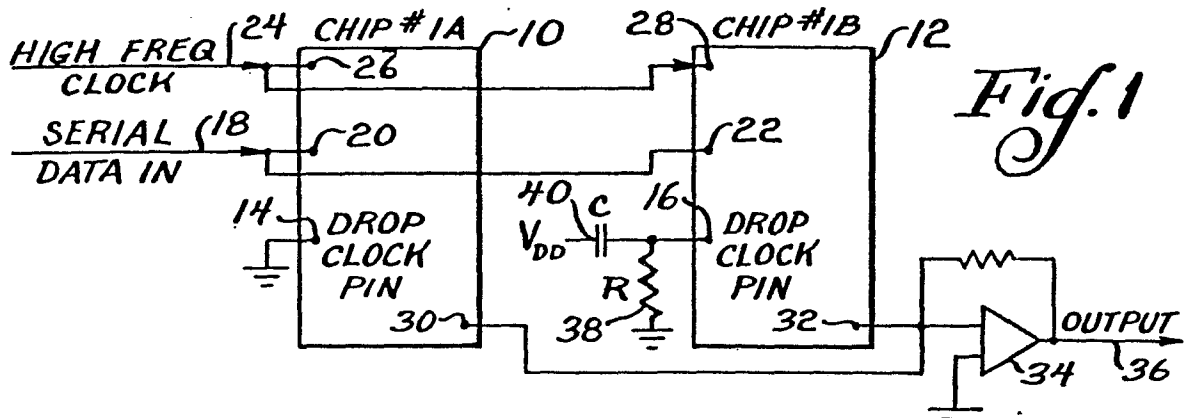 HIGH FREQ
CLOCK
24
CHIP #1A
10
26
28
CHIP #1B
12
Fig. 1
SERIAL
DATA IN
18
20
22
14
DROP
CLOCK
PIN
40
C
VDD
R
38
16
DROP
CLOCK
PIN
30
32
34
OUTPUT
36